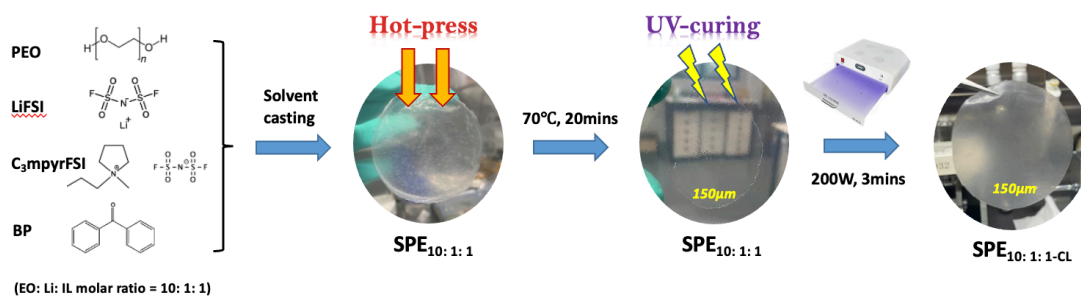 PEO
LiFSI
C₃mpyrFSI
BP
(EO: Li: IL molar ratio = 10: 1: 1)
H
O
O
H
n
O
O
F
S
N⁻
S
F
O
O
Li⁺
N
⊕
O
O
F
S
N
⊖
S
F
O
O
O
Solvent
casting
Hot-press
SPE₁₀: ₁: ₁
70℃, 20mins
UV-curing
150μm
SPE₁₀: ₁: ₁
200W, 3mins
150μm
SPE₁₀: ₁: ₁-CL